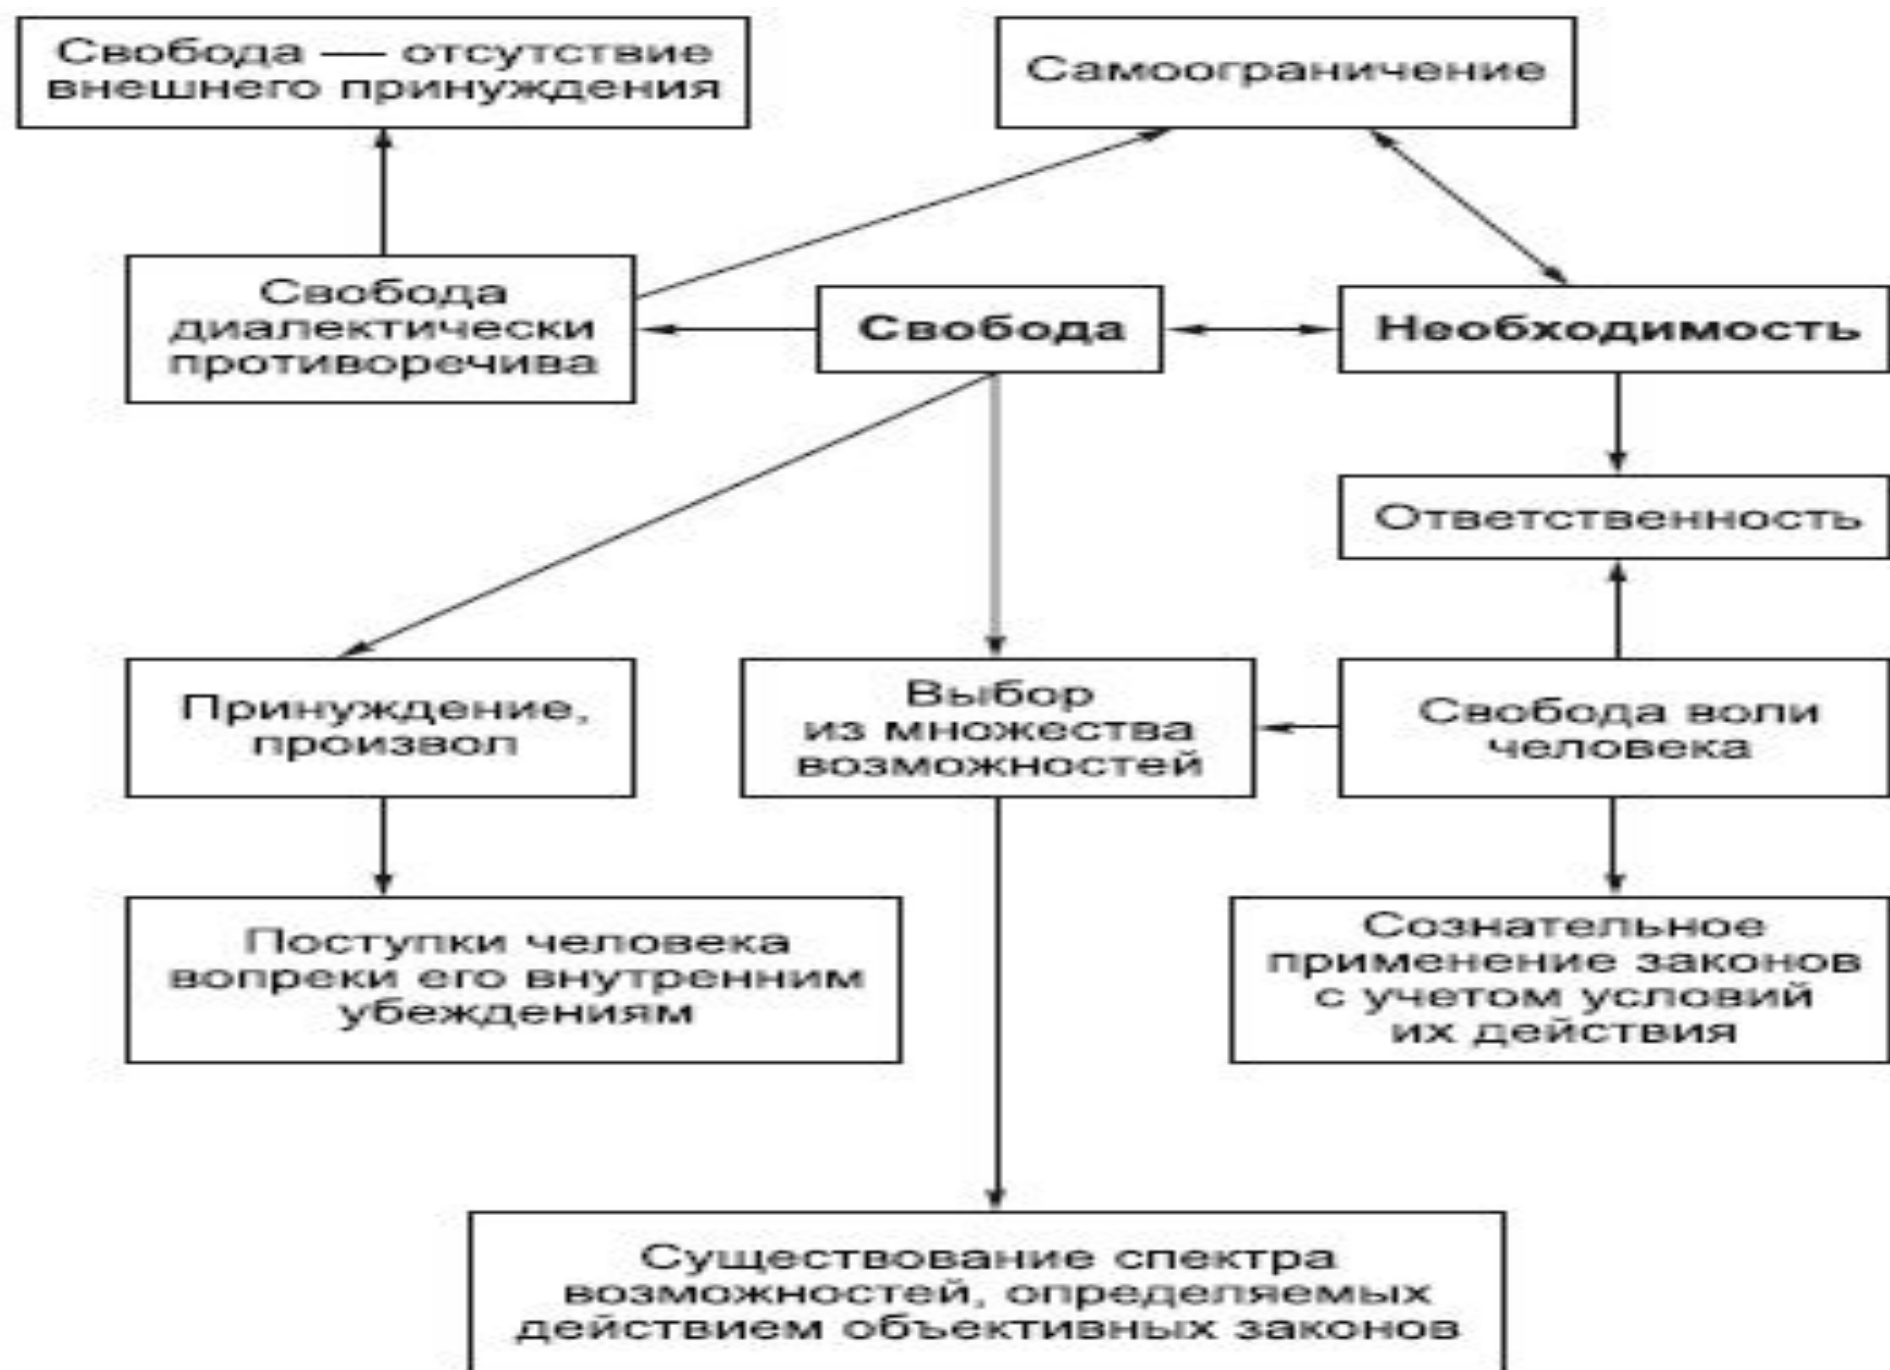 Свобода — отсутствие
внешнего принуждения
Самоограничение
Свобода
диалектически
противоречива
Свобода
Необходимость
Ответственность
Принуждение,
произвол
Выбор
из множества
возможностей
Свобода воли
человека
Поступки человека
вопреки его внутренним
убеждениям
Сознательное
применение законов
с учетом условий
их действия
Существование спектра
возможностей, определяемых
действием объективных законов